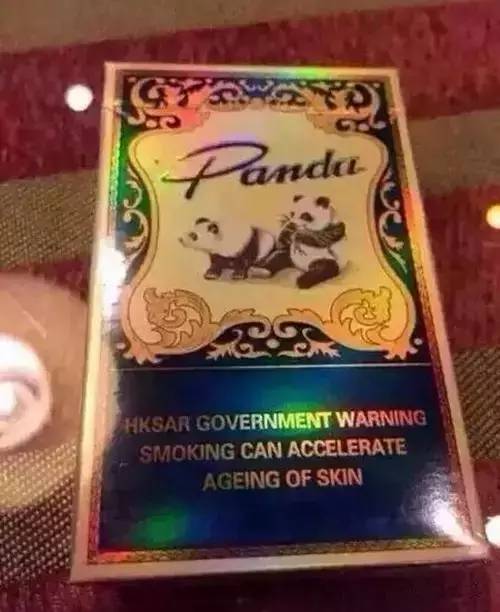 Panda
HKSAR GOVERNMENT WARNING
SMOKING CAN ACCELERATE
AGEING OF SKIN